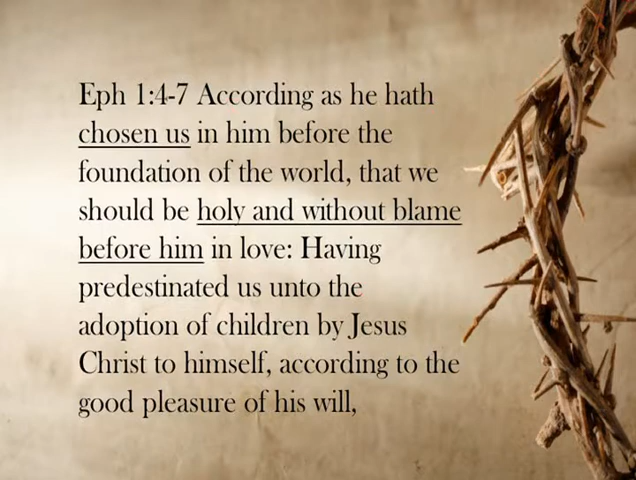 Eph 1:4-7 According as he hath
chosen us in him before the
foundation of the world, that we
should be holy and without blame
before him in love: Having
predestinated us unto the
adoption of children by Jesus
Christ to himself, according to the
good pleasure of his will,